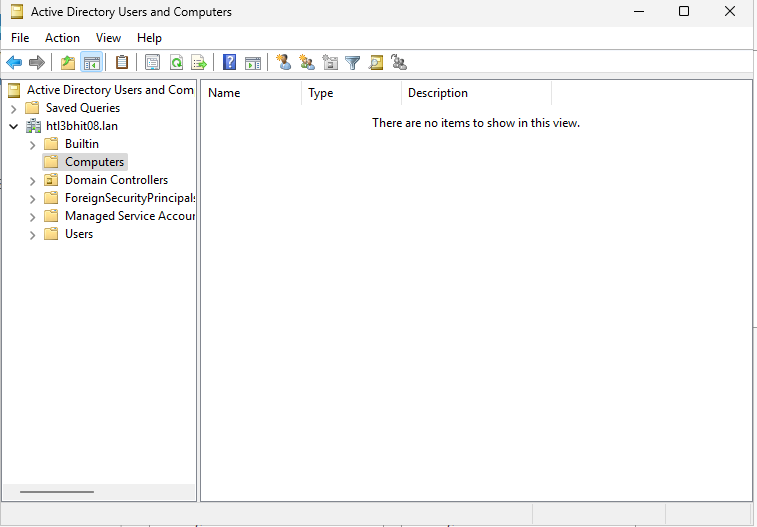 Active Directory Users and Computers
File Action View Help
Active Directory Users and Com
Saved Queries
htl3bhit08.lan
Builtin
Computers
Domain Controllers
ForeignSecurityPrincipals
Managed Service Accour
Users
Name Type Description
There are no items to show in this view.